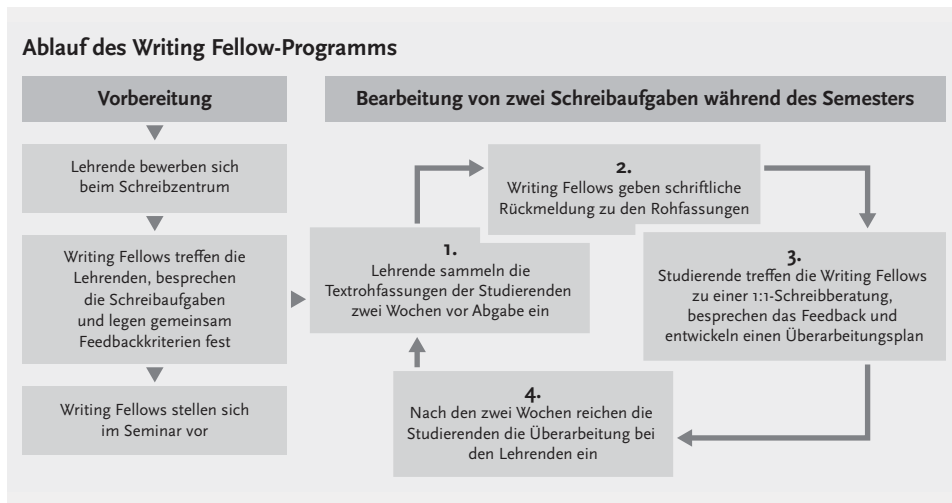 Ablauf des Writing Fellow-Programms
Vorbereitung
Lehrende bewerben sich
beim Schreibzentrum
Writing Fellows treffen die
Lehrenden, besprechen
die Schreibaufgaben
und legen gemeinsam
Feedbackkriterien fest
Writing Fellows stellen sich
im Seminar vor
Bearbeitung von zwei Schreibaufgaben während des Semesters
1.
Lehrende sammeln die
Textrohfassungen der Studierenden
zwei Wochen vor Abgabe ein
2.
Writing Fellows geben schriftliche
Rückmeldung zu den Rohfassungen
3.
Studierende treffen die Writing Fellows
zu einer 1:1-Schreibberatung,
besprechen das Feedback und
entwickeln einen Überarbeitungsplan
4.
Nach den zwei Wochen reichen die
Studierenden die Überarbeitung bei
den Lehrenden ein